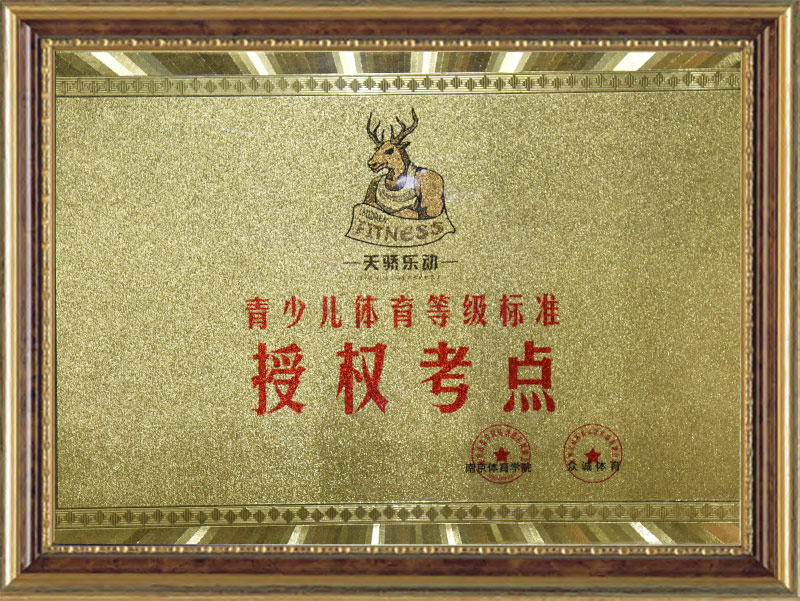 FITNESS
天骄乐动
青少儿体育等级标准
授权考点
南京体育学院
众诚体育